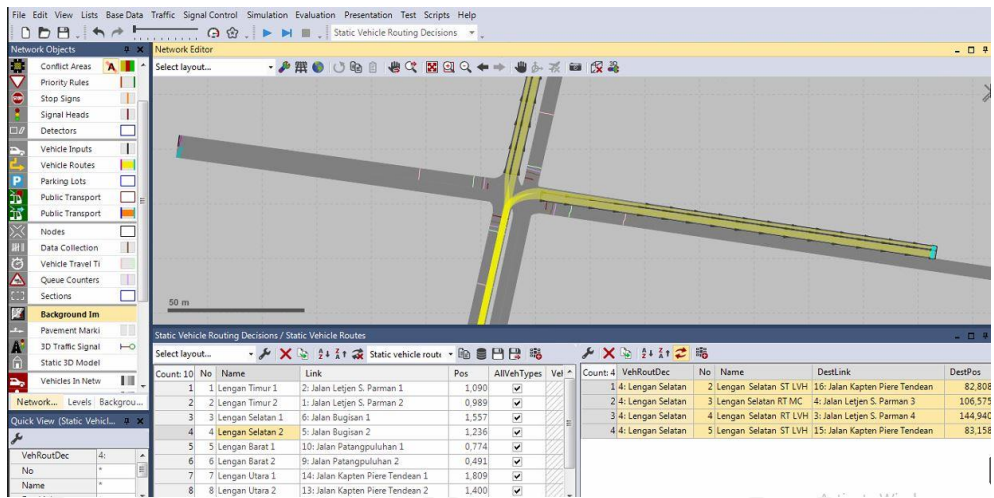 File Edit View Lists Base Data Traffic Signal Control Simulation Evaluation Presentation Test Scripts Help
Static Vehicle Routing Decisions
Network Objects
Network Editor
Select layout...
Conflict Areas
Priority Rules
Stop Signs
Signal Heads
Detectors
Vehicle Inputs
Vehicle Routes
Parking Lots
Public Transport
Public Transport
Nodes
Data Collection
Vehicle Travel Ti
Queue Counters
Sections
Background Im
Pavement Marki
3D Traffic Signal
Static 3D Model
Vehicles In Netw
Network... Levels Backgrou...
50 m
Quick View (Static Vehicl...
VehRoutDec 4:
No *
Name *
Static Vehicle Routing Decisions / Static Vehicle Routes
Select layout... Static vehicle route
Count: 10 No Name Link Pos AllVehTypes Vel
1 1 Lengan Timur 1 2: Jalan Letjen S. Parman 1 1,090
2 2 Lengan Timur 2 1: Jalan Letjen S. Parman 2 0,989
3 3 Lengan Selatan 1 6: Jalan Bugisan 1 1,557
4 4 Lengan Selatan 2 5: Jalan Bugisan 2 1,236
5 5 Lengan Barat 1 10: Jalan Patangpuluhan 1 0,774
6 6 Lengan Barat 2 9: Jalan Patangpuluhan 2 0,491
7 7 Lengan Utara 1 14: Jalan Kapten Piere Tendean 1 1,809
8 8 Lengan Utara 2 13: Jalan Kapten Piere Tendean 2 1,400
Count: 4 VehRoutDec No Name DestLink DestPos
1 4: Lengan Selatan 2 Lengan Selatan ST LVH 16: Jalan Kapten Piere Tendean 82,808
2 4: Lengan Selatan 3 Lengan Selatan RT MC 4: Jalan Letjen S. Parman 4 106,575
3 4: Lengan Selatan 4 Lengan Selatan RT LVH 3: Jalan Letjen S. Parman 4 144,940
4 4: Lengan Selatan 5 Lengan Selatan ST LVH 15: Jalan Kapten Piere Tendean 83,158